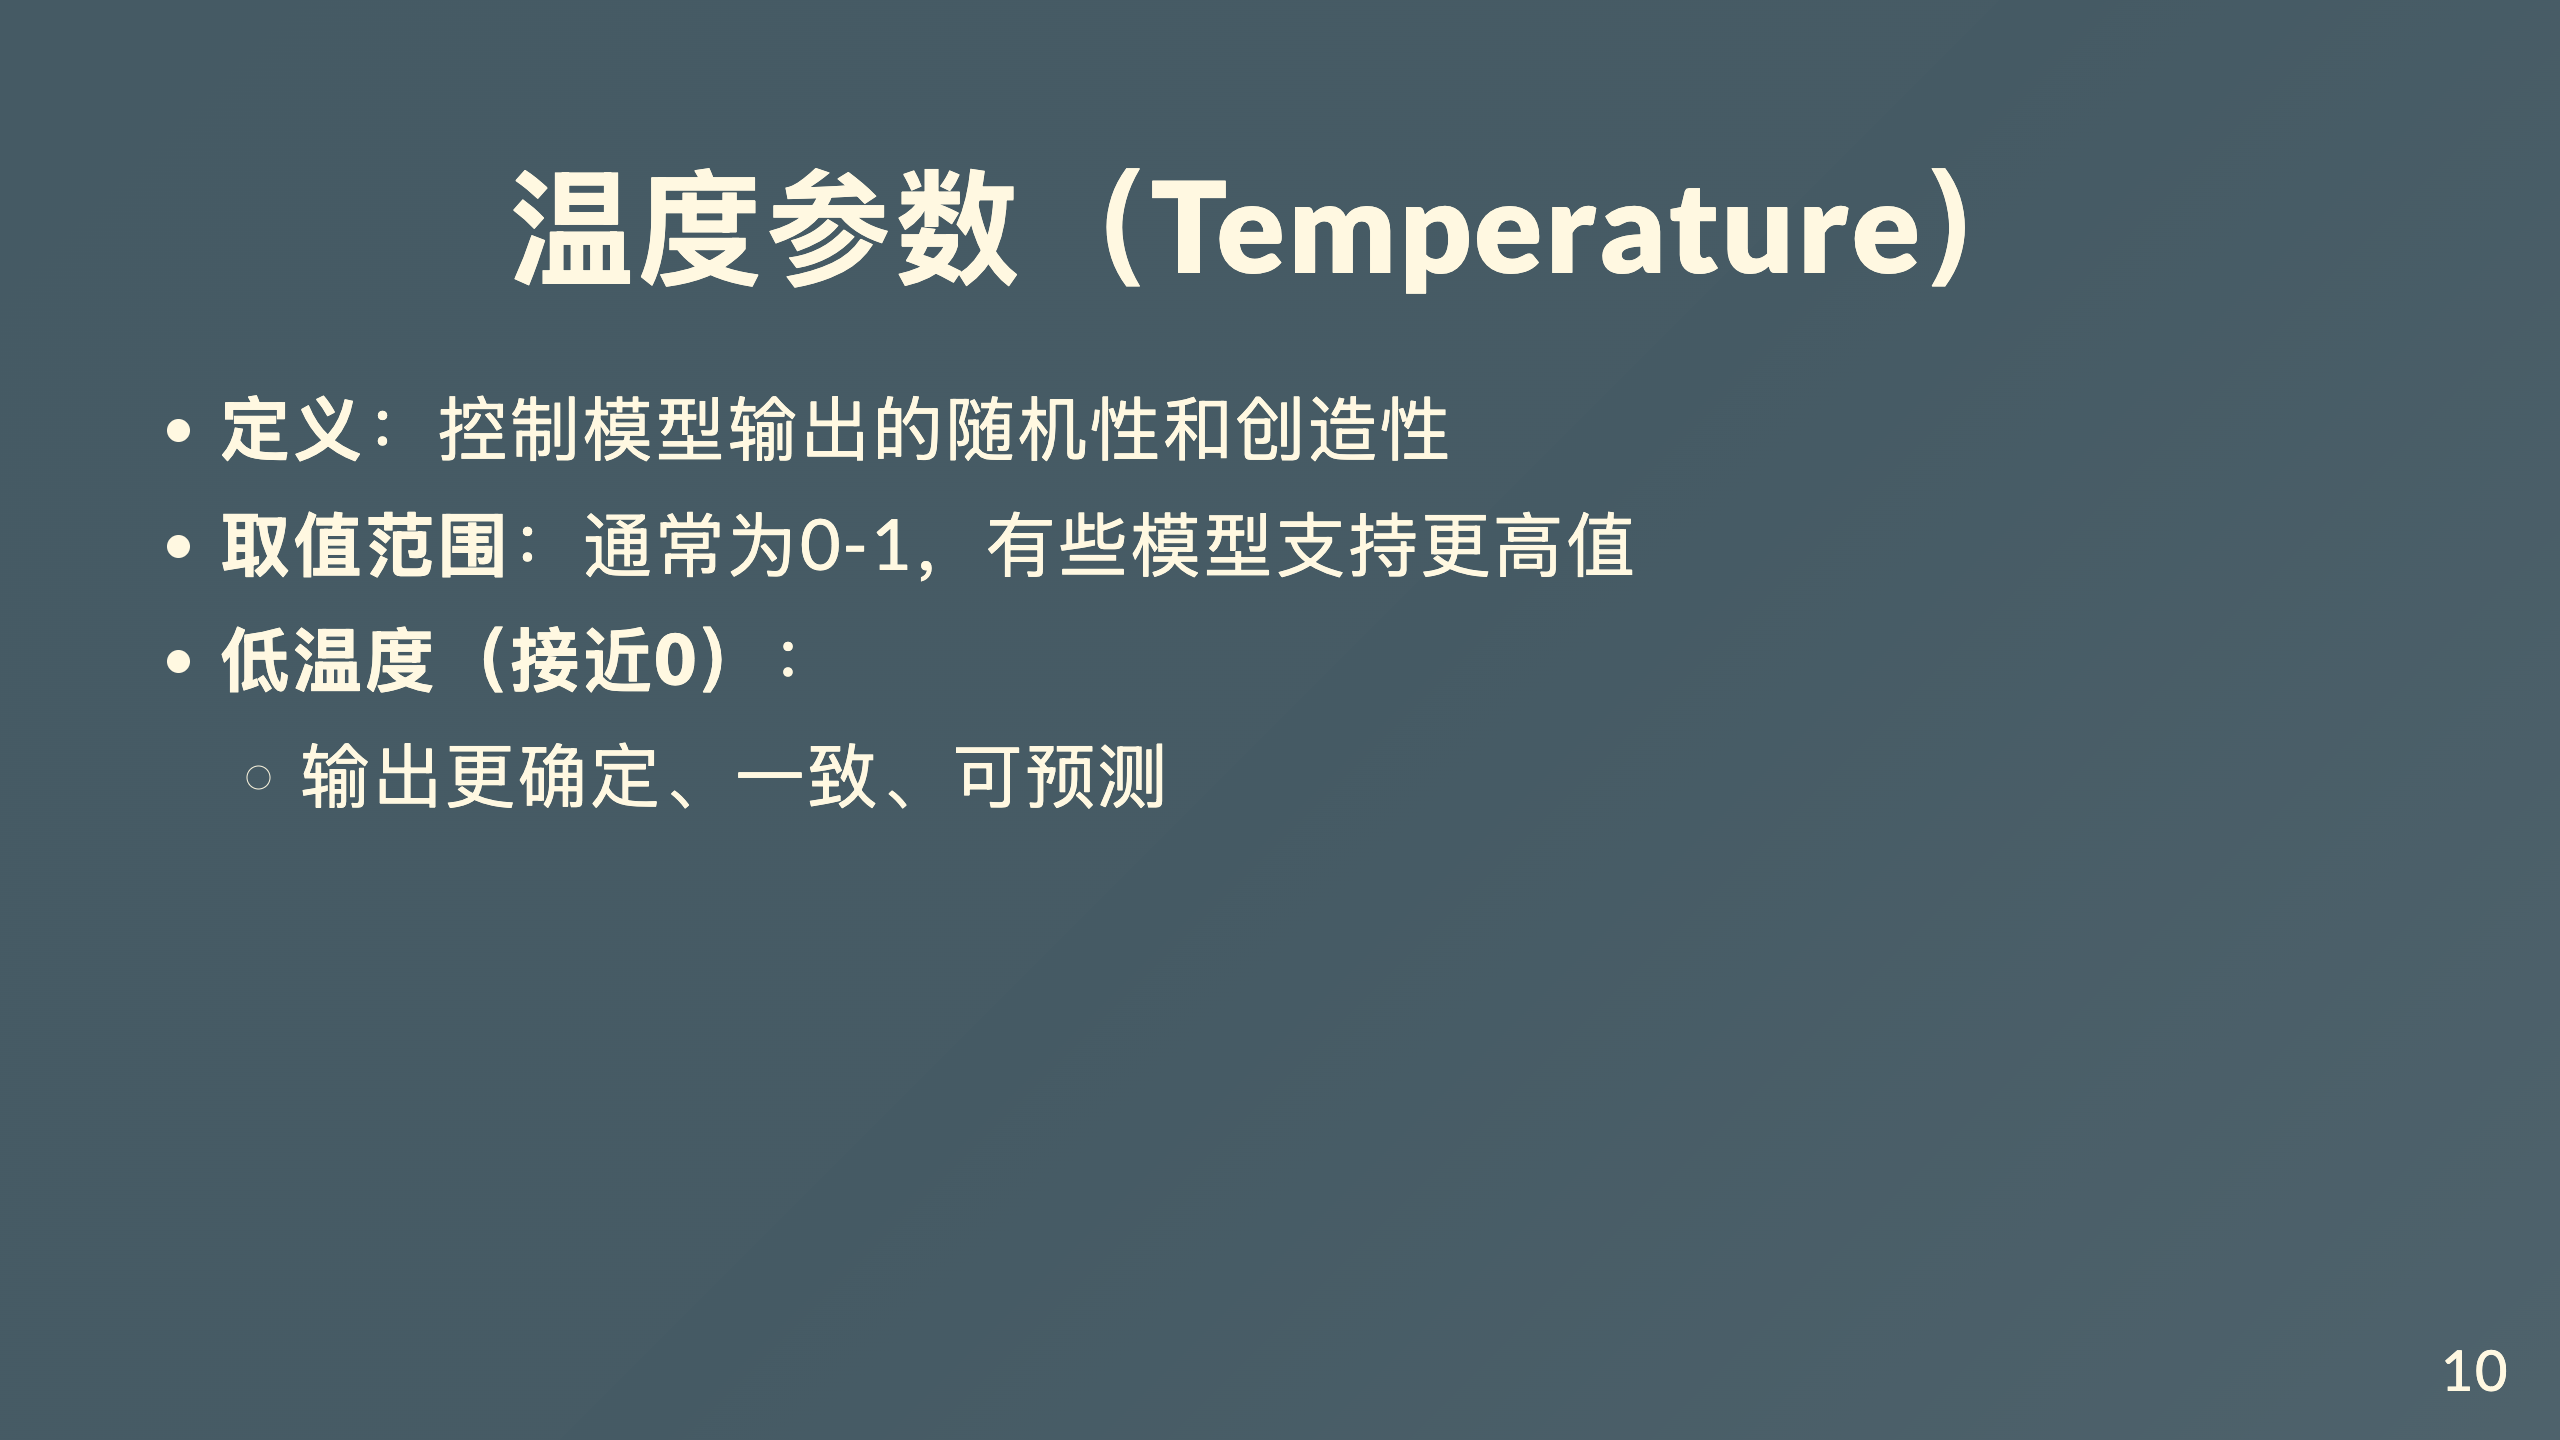 温度参数（Temperature）
定义：控制模型输出的随机性和创造性
取值范围：通常为0-1，有些模型支持更高值
低温度（接近0）：
输出更确定、一致、可预测
10